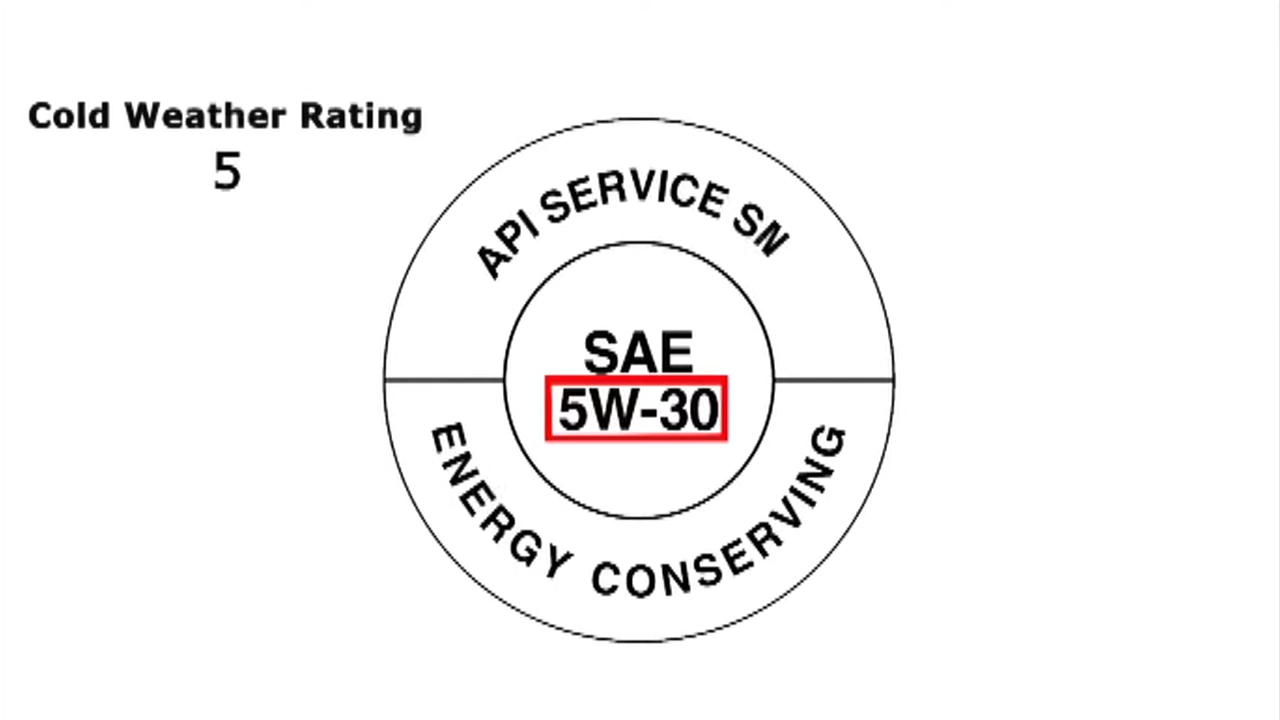 Cold Weather Rating
5
API SERVICE SN
SAE
5W-30
ENERGY CONSERVING